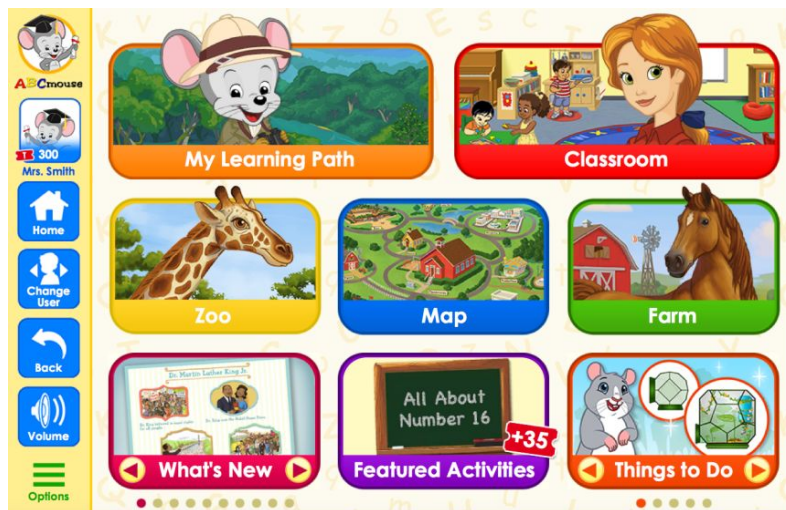 ABCmouse
300
Mrs. Smith
Home
Change
User
Back
Volume
Options
My Learning Path
Classroom
Zoo
Map
Farm
Dr. Martin Luther King Jr.
What's New
All About
Number 16
+35
Featured Activities
Things to Do